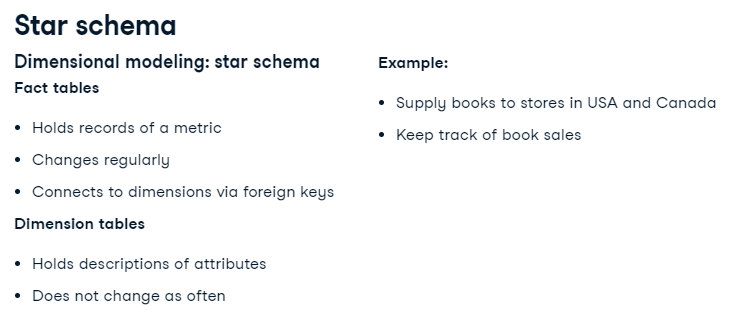 Star schema
Dimensional modeling: star schema
Fact tables
• Holds records of a metric
• Changes regularly
• Connects to dimensions via foreign keys
Dimension tables
• Holds descriptions of attributes
• Does not change as often
Example:
• Supply books to stores in USA and Canada
• Keep track of book sales